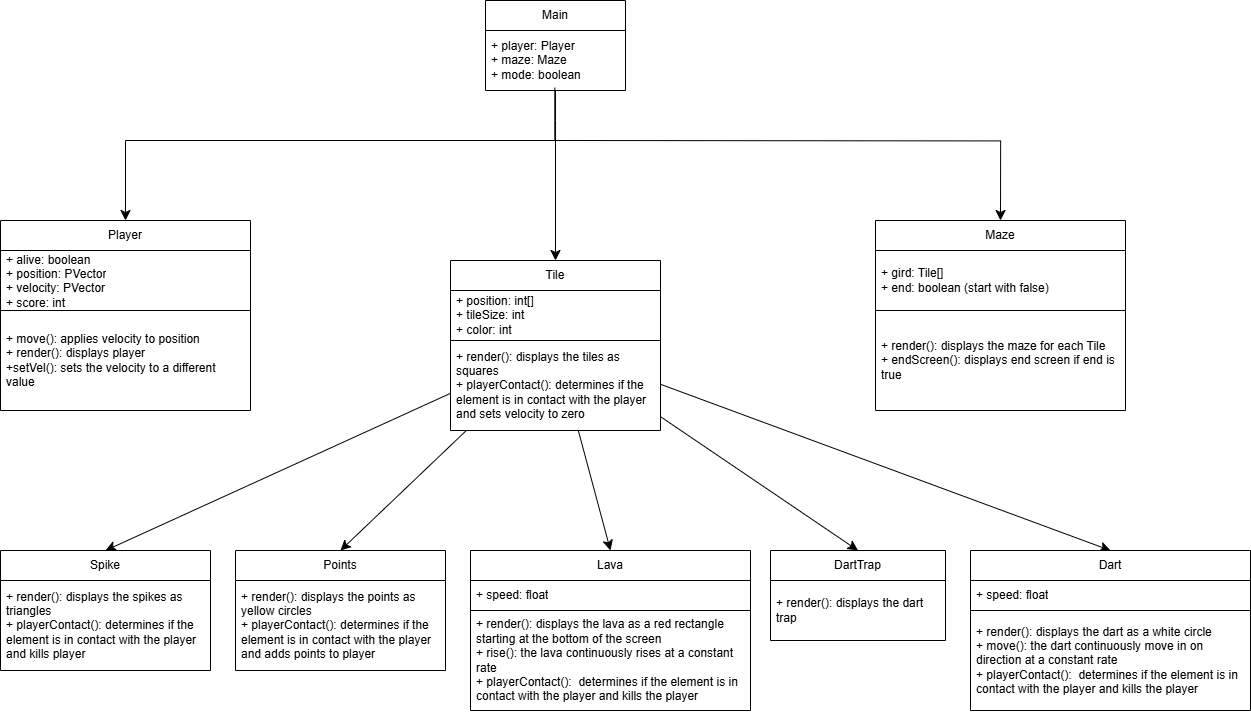 Main
+ player: Player
+ maze: Maze
+ mode: boolean
Player
+ alive: boolean
+ position: PVector
+ velocity: PVector
+ score: int
+ move(): applies velocity to position
+ render(): displays player
+setVel(): sets the velocity to a different
value
Tile
+ position: int[]
+ tileSize: int
+ color: int
+ render(): displays the tiles as
squares
+ playerContact(): determines if the
element is in contact with the player
and sets velocity to zero
Maze
+ gird: Tile[]
+ end: boolean (start with false)
+ render(): displays the maze for each Tile
+ endScreen(): displays end screen if end is
true
Spike
+ render(): displays the spikes as
triangles
+ playerContact(): determines if the
element is in contact with the player
and kills player
Points
+ render(): displays the points as
yellow circles
+ playerContact(): determines if the
element is in contact with the player
and adds points to player
Lava
+ speed: float
+ render(): displays the lava as a red rectangle
starting at the bottom of the screen
+ rise(): the lava continuously rises at a constant
rate
+ playerContact():  determines if the element is in
contact with the player and kills the player
DartTrap
+ render(): displays the dart
trap
Dart
+ speed: float
+ render(): displays the dart as a white circle
+ move(): the dart continuously move in on
direction at a constant rate
+ playerContact():  determines if the element is in
contact with the player and kills the player